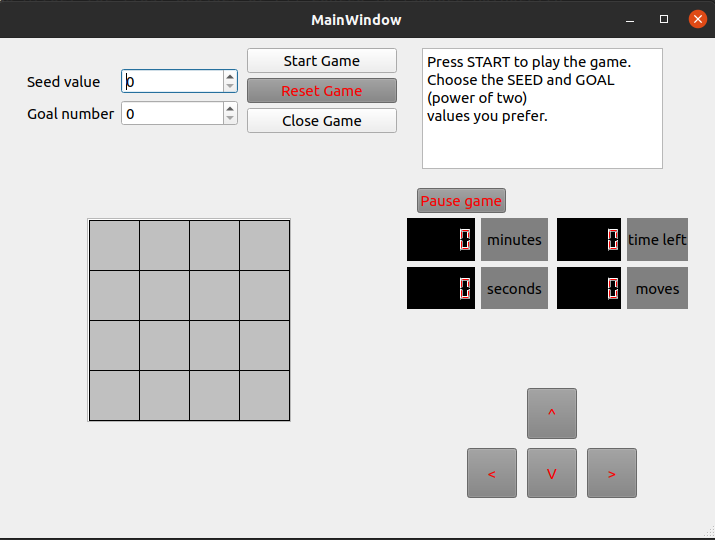 MainWindow
Seed value
0
Goal number
0
Start Game
Reset Game
Close Game
Press START to play the game.
Choose the SEED and GOAL
(power of two)
values you prefer.
Pause game
0
minutes
0
time left
0
seconds
0
moves
^
<
V
>